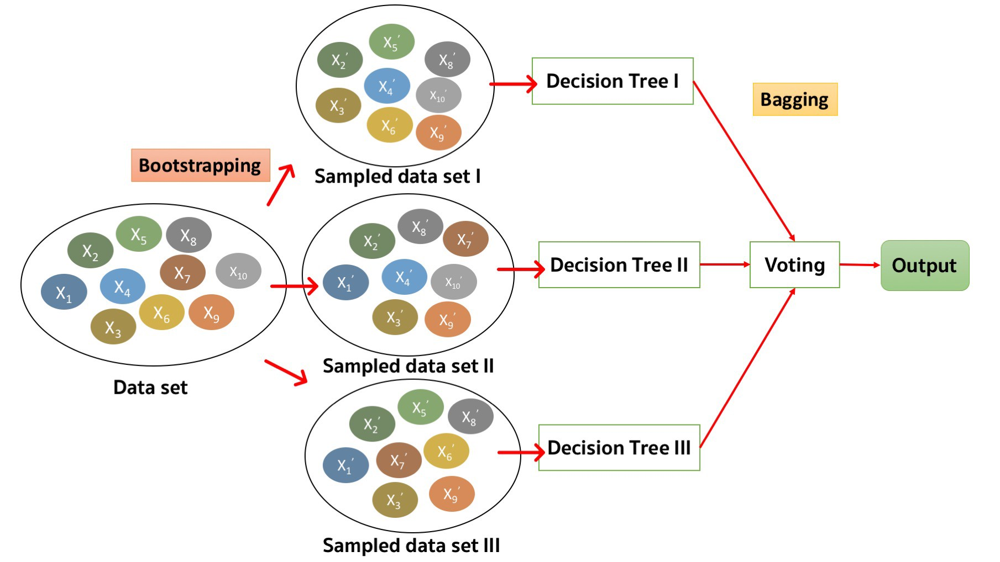 X5′
X2′
X8′
X4′
X10′
X3′
X6′
X9′
Decision Tree I
Bagging
Bootstrapping
Sampled data set I
X5
X8
X2
X7
X10
X4
X1
X6
X9
X3
Data set
X8′
X7′
X2′
X4′
X1′
X10′
X3′
X9′
Decision Tree II
Voting
Output
Sampled data set II
X5′
X8′
X2′
X6′
X7′
X1′
X9′
X3′
Decision Tree III
Sampled data set III